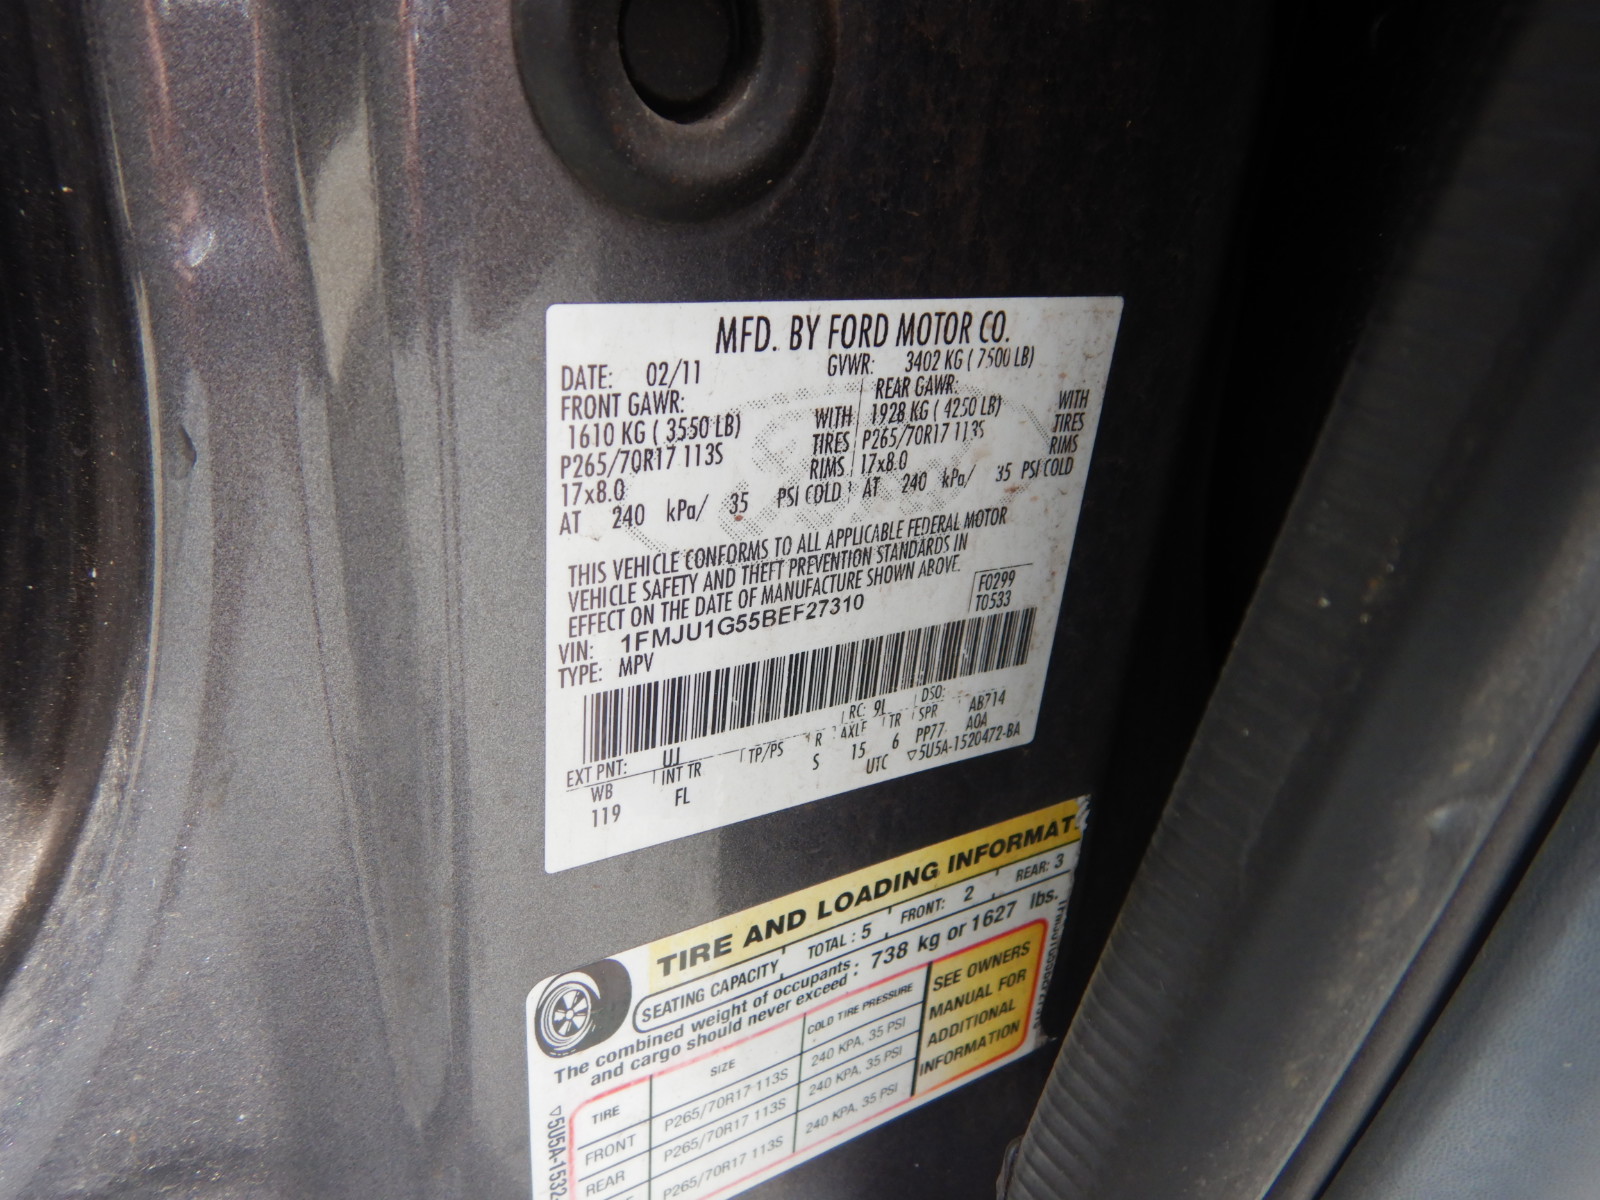 MFD. BY FORD MOTOR CO.
DATE: 02/11 GVWR: 3402 KG ( 7500 LB)
FRONT GAWR: REAR GAWR:
1610 KG ( 3550 LB) WITH 1928 KG ( 4250 LB) WITH
P265/70R17 113S TIRES P265/70R17 113S TIRES
17x8.0 RIMS 17x8.0 RIMS
AT 240 kPa/ 35 PSI COLD AT 240 kPa/ 35 PSI COLD
THIS VEHICLE CONFORMS TO ALL APPLICABLE FEDERAL MOTOR
VEHICLE SAFETY AND THEFT PREVENTION STANDARDS IN
EFFECT ON THE DATE OF MANUFACTURE SHOWN ABOVE.
F0299
T0533
VIN: 1FMJU1G55BEF27310
TYPE: MPV
EXT PNT: UJ RC: 9L DSO: AB714
WB INT TR TP/PS R AXLE TR SPR A0A
119 FL S 15 6 PP77
UTC ▽5U5A-1520472-BA
TIRE AND LOADING INFORMAT
SEATING CAPACITY TOTAL: 5 FRONT: 2 REAR: 3
The combined weight of occupants and cargo should never exceed: 738 kg or 1627 lbs.
TIRE SIZE COLD TIRE PRESSURE
FRONT P265/70R17 113S 240 KPA, 35 PSI
REAR P265/70R17 113S 240 KPA, 35 PSI
P265/70R17 113S 240 KPA, 35 PSI
SEE OWNERS
MANUAL FOR
ADDITIONAL
INFORMATION
▽5U5A-1532